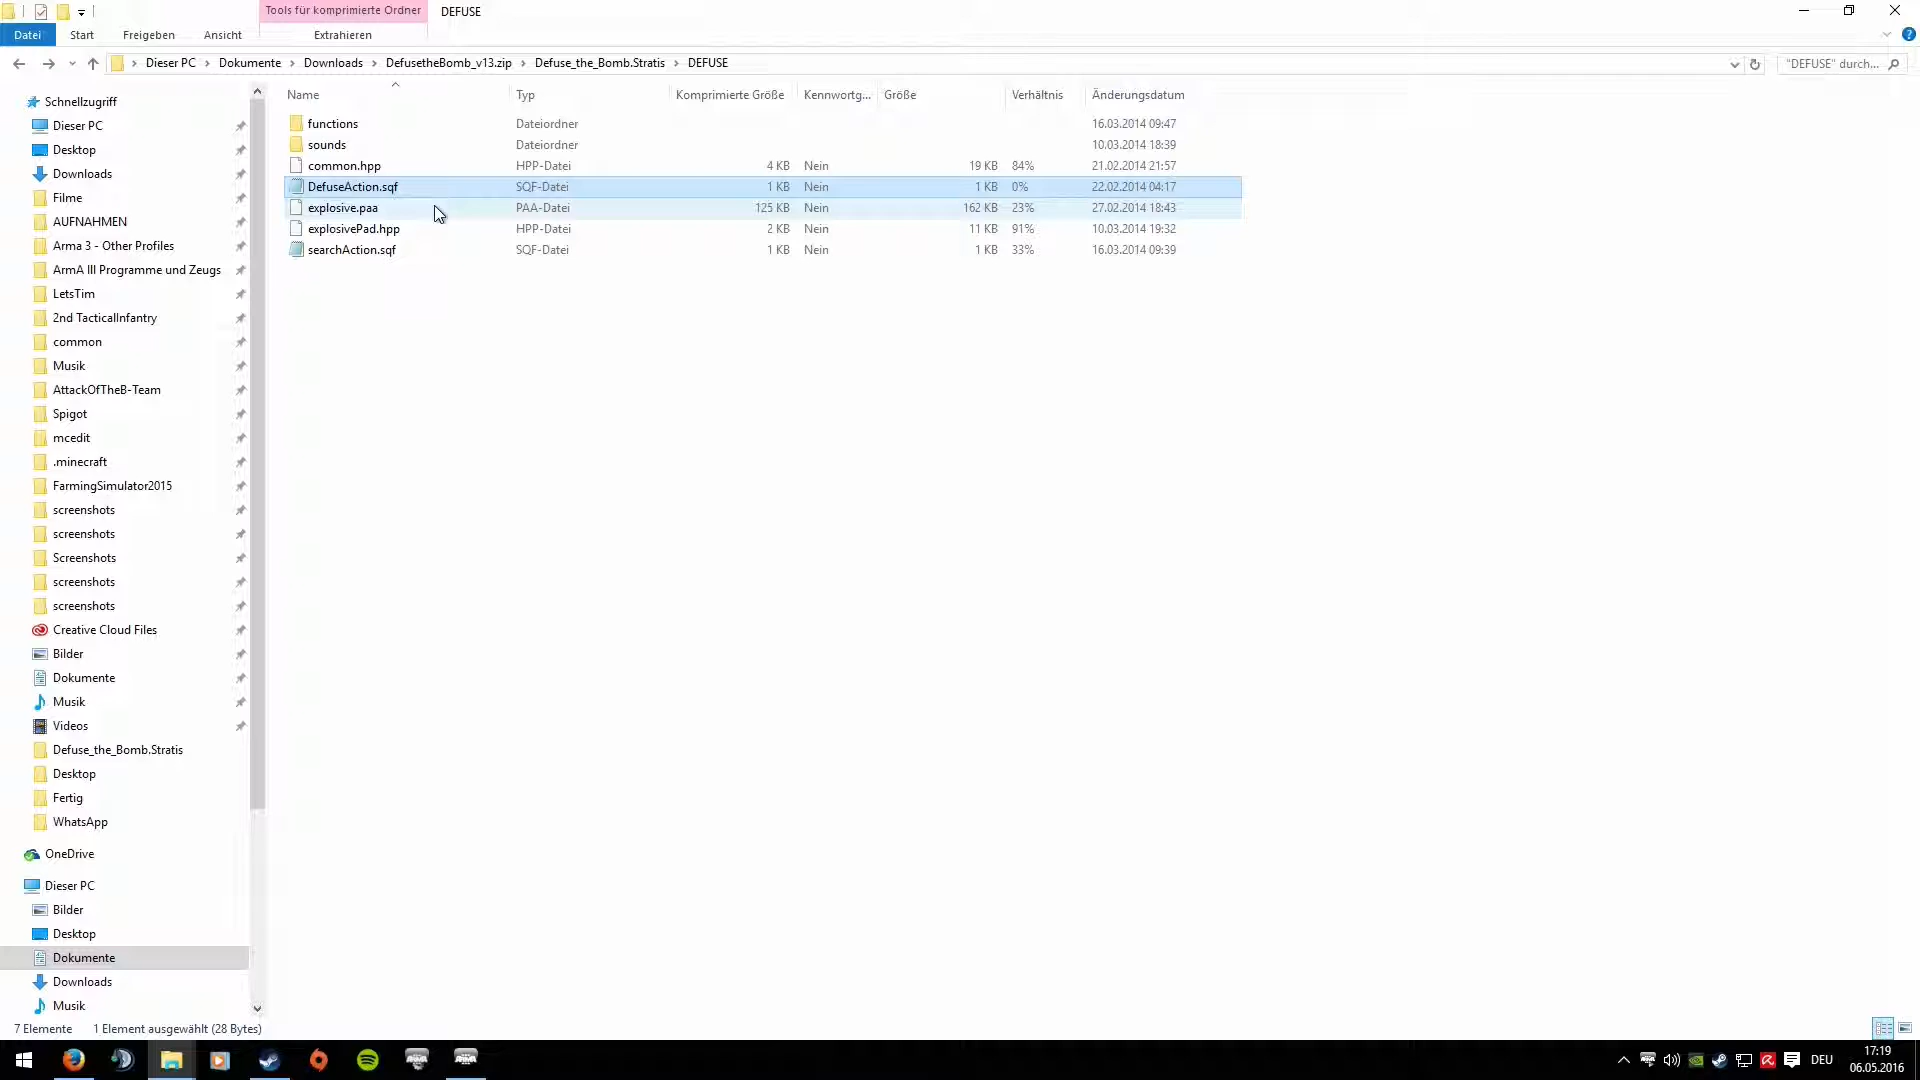 Tools für komprimierte Ordner DEFUSE
Datei Start Freigeben Ansicht Extrahieren
Dieser PC Dokumente Downloads DefusetheBomb_v13.zip Defuse_the_Bomb.Stratis DEFUSE "DEFUSE" durch...
Name Typ Komprimierte Größe Kennwortg... Größe Verhältnis Änderungsdatum
functions Dateiordner 16.03.2014 09:47
sounds Dateiordner 10.03.2014 18:39
common.hpp HPP-Datei 4 KB Nein 19 KB 84% 21.02.2014 21:57
DefuseAction.sqf SQF-Datei 1 KB Nein 1 KB 0% 22.02.2014 04:17
explosive.paa PAA-Datei 125 KB Nein 162 KB 23% 27.02.2014 18:43
explosivePad.hpp HPP-Datei 2 KB Nein 11 KB 91% 10.03.2014 19:32
searchAction.sqf SQF-Datei 1 KB Nein 1 KB 33% 16.03.2014 09:39
Schnellzugriff
Dieser PC
Desktop
Downloads
Filme
AUFNAHMEN
Arma 3 - Other Profiles
ArmA III Programme und Zeugs
LetsTim
2nd TacticalInfantry
common
Musik
AttackOfTheB-Team
Spigot
mcedit
.minecraft
FarmingSimulator2015
screenshots
screenshots
Screenshots
screenshots
screenshots
Creative Cloud Files
Bilder
Dokumente
Musik
Videos
Defuse_the_Bomb.Stratis
Desktop
Fertig
WhatsApp
OneDrive
Dieser PC
Bilder
Desktop
Dokumente
Downloads
Musik
7 Elemente 1 Element ausgewählt (28 Bytes)
DEU 17:19
06.05.2016